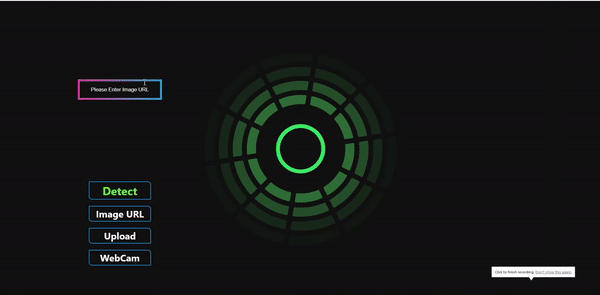 Please Enter Image URL
Detect
Image URL
Upload
WebCam
Click to finish recording. Don't show this again.